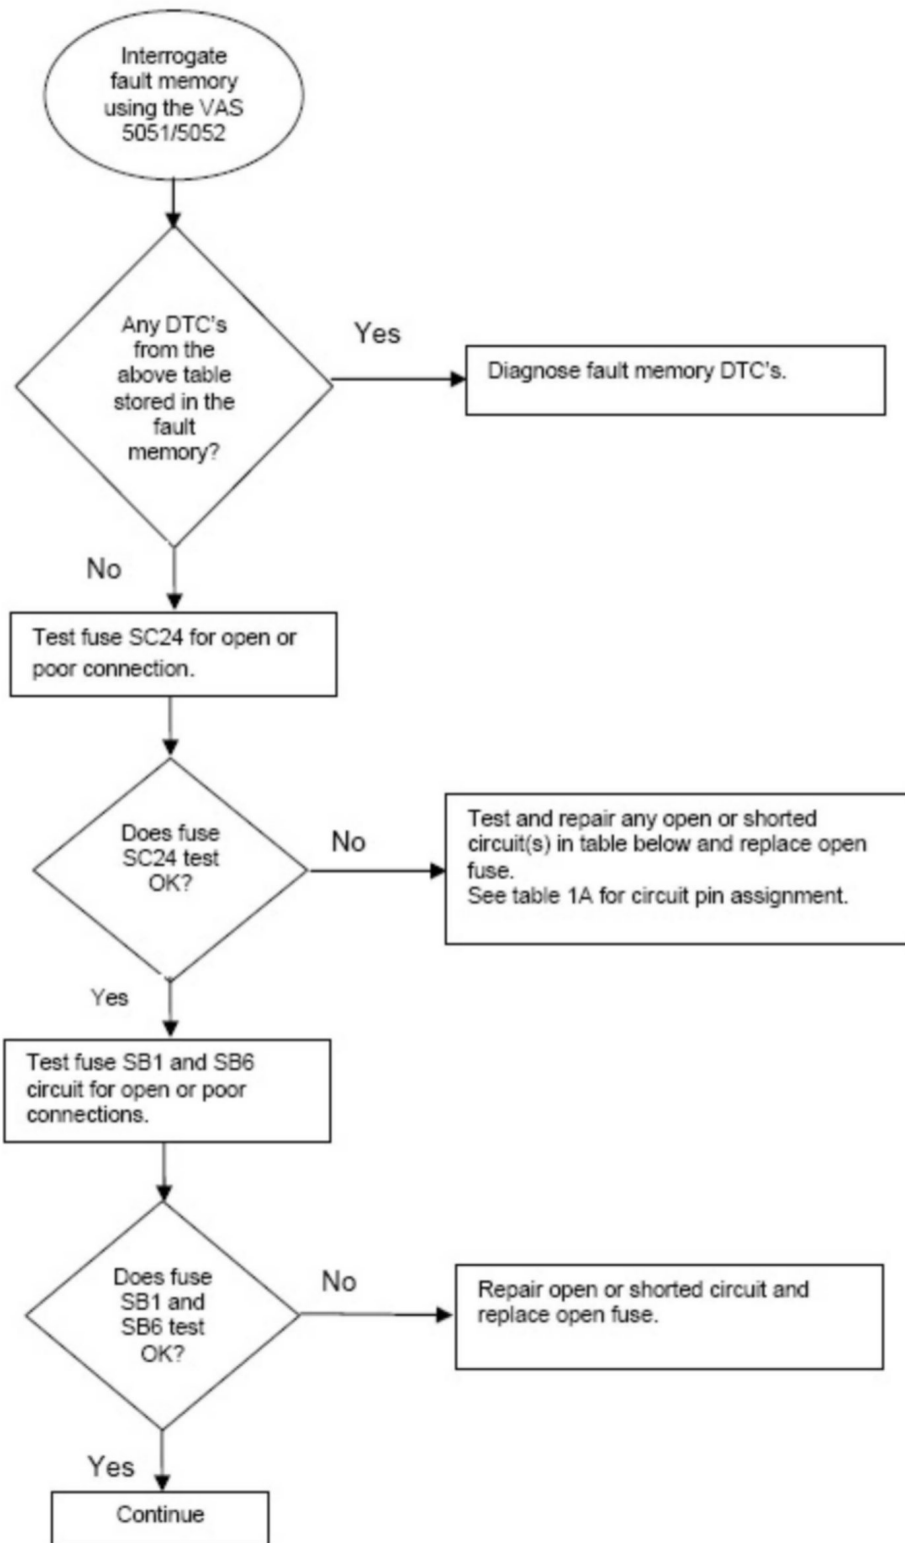 Interrogate
fault memory
using the VAS
5051/5052
Any DTC's
from the
above table
stored in the
fault
memory?
Yes
Diagnose fault memory DTC's.
No
Test fuse SC24 for open or
poor connection.
Does fuse
SC24 test
OK?
No
Test and repair any open or shorted
circuit(s) in table below and replace open
fuse.
See table 1A for circuit pin assignment.
Yes
Test fuse SB1 and SB6
circuit for open or poor
connections.
Does fuse
SB1 and
SB6 test
OK?
No
Repair open or shorted circuit and
replace open fuse.
Yes
Continue